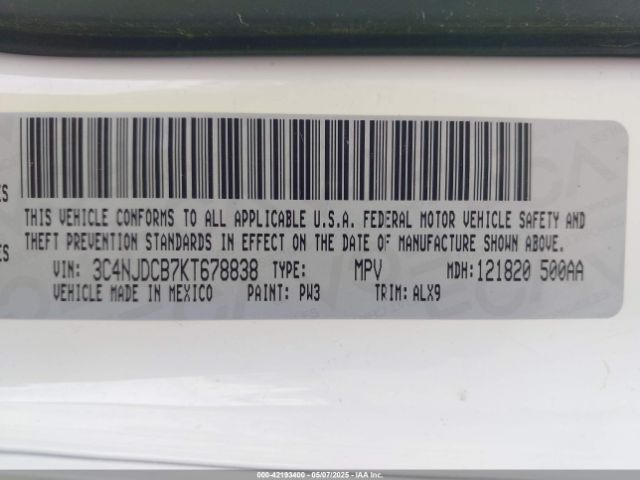 ES
THIS VEHICLE CONFORMS TO ALL APPLICABLE U.S.A. FEDERAL MOTOR VEHICLE SAFETY AND
THEFT PREVENTION STANDARDS IN EFFECT ON THE DATE OF MANUFACTURE SHOWN ABOVE.
ES
VIN: 3C4NJDCB7KT678838 TYPE: MPV MDH: 121820 500AA
VEHICLE MADE IN MEXICO PAINT: PW3 TRIM: ALX9
000-42193400 - 05/07/2025 - IAA Inc.